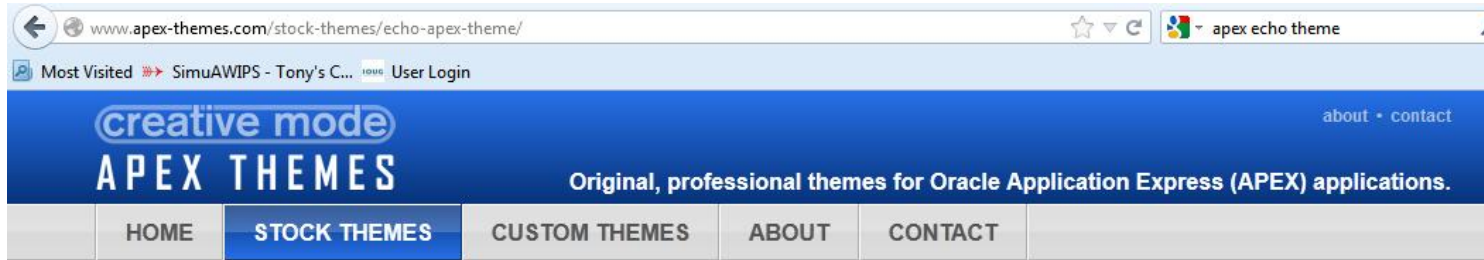 www.apex-themes.com/stock-themes/echo-apex-theme/ apex echo theme
Most Visited SimuAWIPS - Tony's C... IOUG User Login
creative mode about • contact
APEX THEMES Original, professional themes for Oracle Application Express (APEX) applications.
HOME STOCK THEMES CUSTOM THEMES ABOUT CONTACT